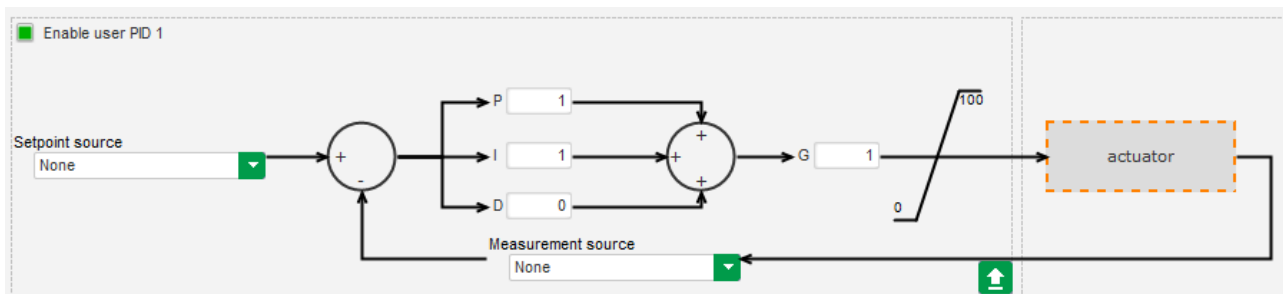 Enable user PID 1
P 1
100
+
Setpoint source
None
+
-
I 1
+
+
G 1
actuator
D 0
+
0
Measurement source
None